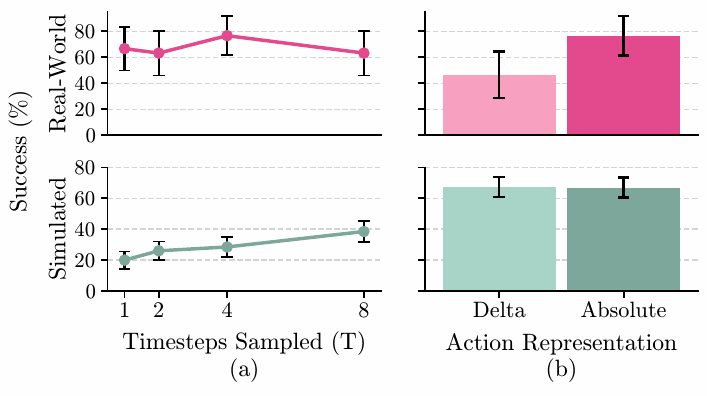 Success (%)
Real-World
80
60
40
20
0
Simulated
80
60
40
20
0
1 2 4 8
Timesteps Sampled (T)
(a)
Delta Absolute
Action Representation
(b)